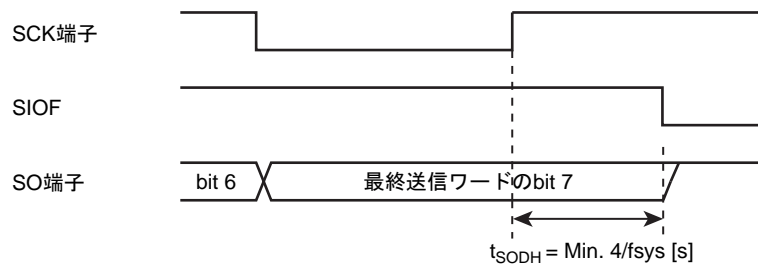 SCK端子
SIOF
SO端子
bit 6
最終送信ワードのbit 7
tSODH = Min. 4/fsys [s]